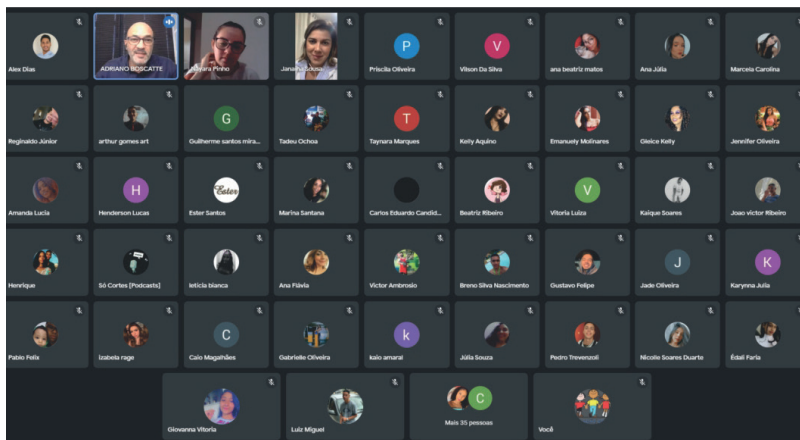 Alex Dias
ADRIANO BOSCATTE
Nayara Pinho
Janaina Sousa
P
Priscila Oliveira
V
Vilson Da Silva
ana beatriz matos
Ana Júlia
Marcela Carolina
Reginaldo Júnior
arthur gomes art
G
Guilherme santos mira...
Tadeu Ochoa
T
Taynara Marques
Kelly Aquino
Emanuely Molinares
Gleice Kelly
Jennifer Oliveira
Amanda Lucia
H
Henderson Lucas
Ester
Ester Santos
Marina Santana
Carlos Eduardo Candid...
Beatriz Ribeiro
V
Vitoria Luiza
Kaique Soares
Joao victor Ribeiro
Henrique
Só Cortes [Podcasts]
leticia bianca
Ana Flávia
Victor Ambrosio
Breno Silva Nascimento
Gustavo Felipe
J
Jade Oliveira
K
Karynna Julia
Pablo Felix
Izabela rage
C
Caio Magalhães
Gabrielle Oliveira
k
kaio amaral
Júlia Souza
Pedro Trevenzoli
Nicolle Soares Duarte
Édali Faria
Giovanna Vitoria
Luiz Miguel
C
Mais 35 pessoas
Você